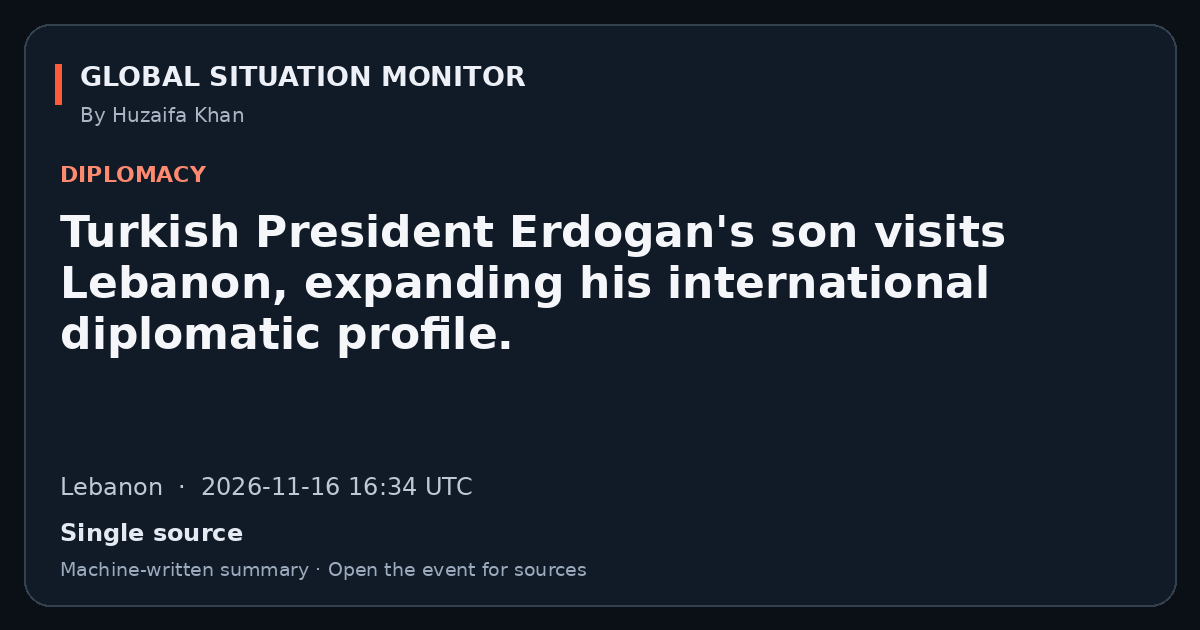 GLOBAL SITUATION MONITOR
By Huzaifa Khan
DIPLOMACY
Turkish President Erdogan's son visits
Lebanon, expanding his international
diplomatic profile.
Lebanon · 2026-11-16 16:34 UTC
Single source
Machine-written summary · Open the event for sources